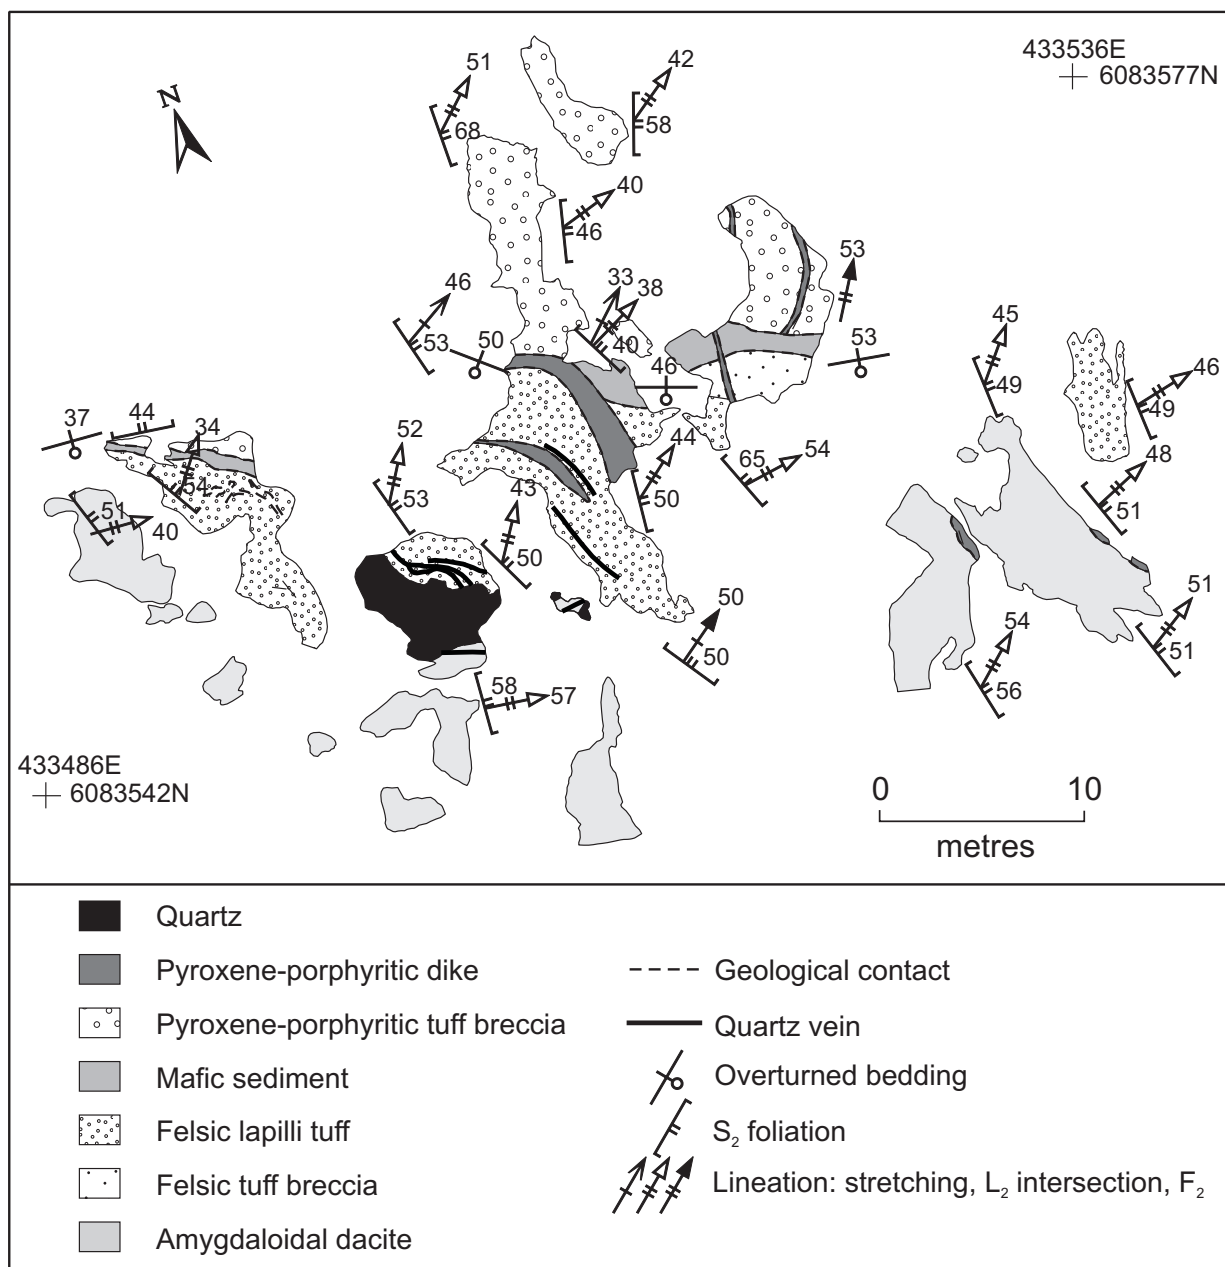 433536E
6083577N
N
51
42
68
58
40
46
53
33
38
46
53
50
40
46
53
45
46
49
49
37
44
34
52
44
65
54
48
54
53
43
50
51
51
40
50
50
51
50
54
51
56
58
57
433486E
6083542N
0 10
metres
Quartz
Pyroxene-porphyritic dike
Geological contact
Pyroxene-porphyritic tuff breccia
Quartz vein
Mafic sediment
Overturned bedding
Felsic lapilli tuff
S₂ foliation
Felsic tuff breccia
Lineation: stretching, L₂ intersection, F₂
Amygdaloidal dacite